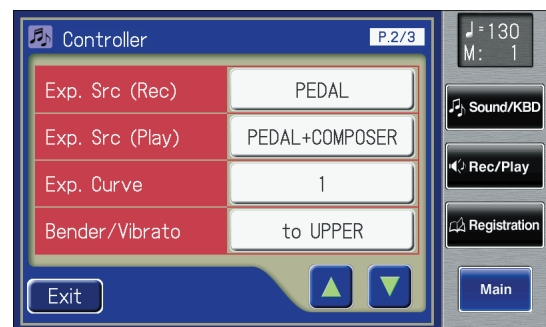 Controller P.2/3
Exp. Src (Rec) PEDAL
Exp. Src (Play) PEDAL+COMPOSER
Exp. Curve 1
Bender/Vibrato to UPPER
Exit
♩=130
M: 1
Sound/KBD
Rec/Play
Registration
Main